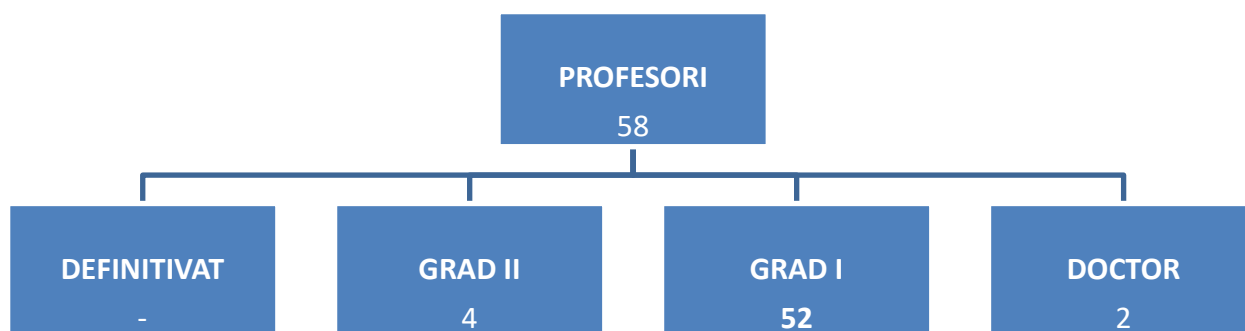 PROFESORI
58
DEFINITIVAT
-
GRAD II
4
GRAD I
52
DOCTOR
2